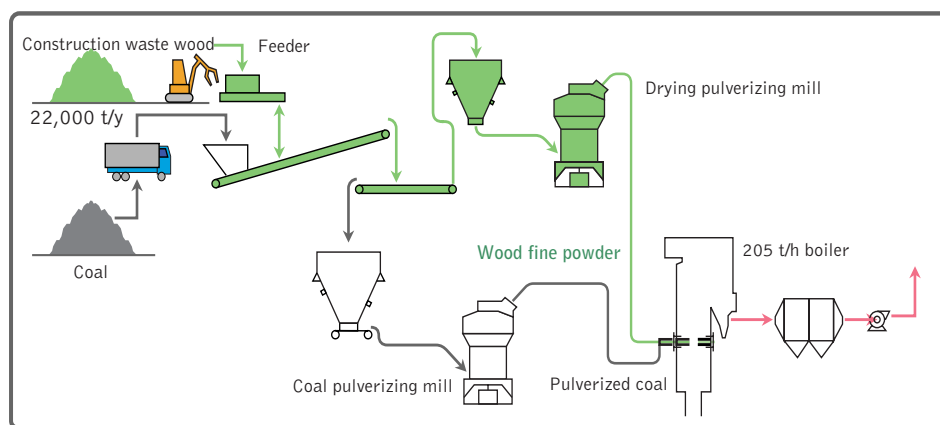 Construction waste wood
Feeder
22,000 t/y
Drying pulverizing mill
Coal
Wood fine powder
205 t/h boiler
Coal pulverizing mill
Pulverized coal